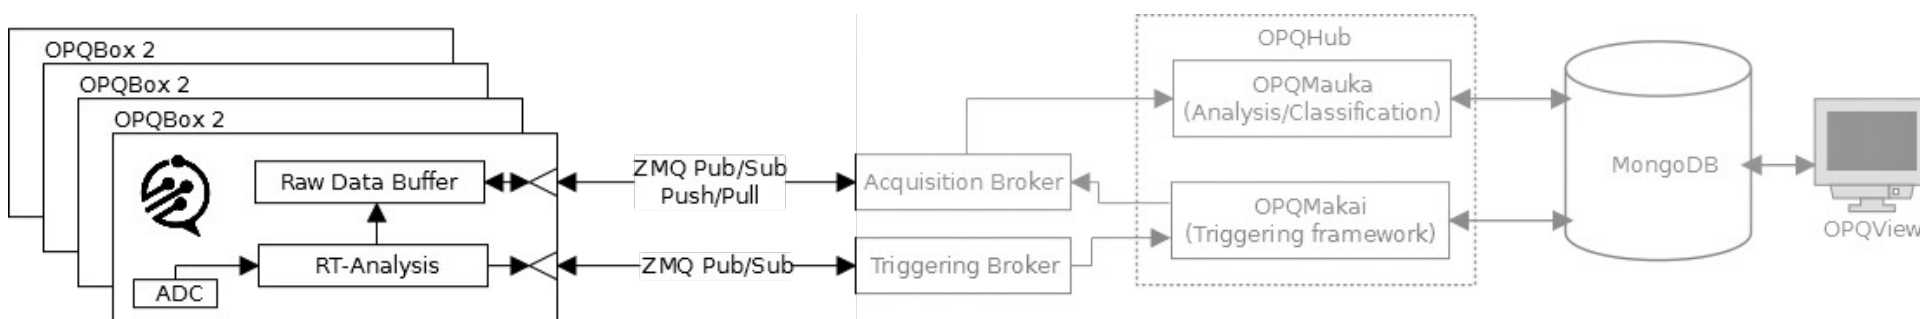 OPQBox 2
OPQBox 2
OPQBox 2
Raw Data Buffer
RT-Analysis
ADC
ZMQ Pub/Sub
Push/Pull
ZMQ Pub/Sub
Acquisition Broker
Triggering Broker
OPQHub
OPQMauka
(Analysis/Classification)
OPQMakai
(Triggering framework)
MongoDB
OPQView